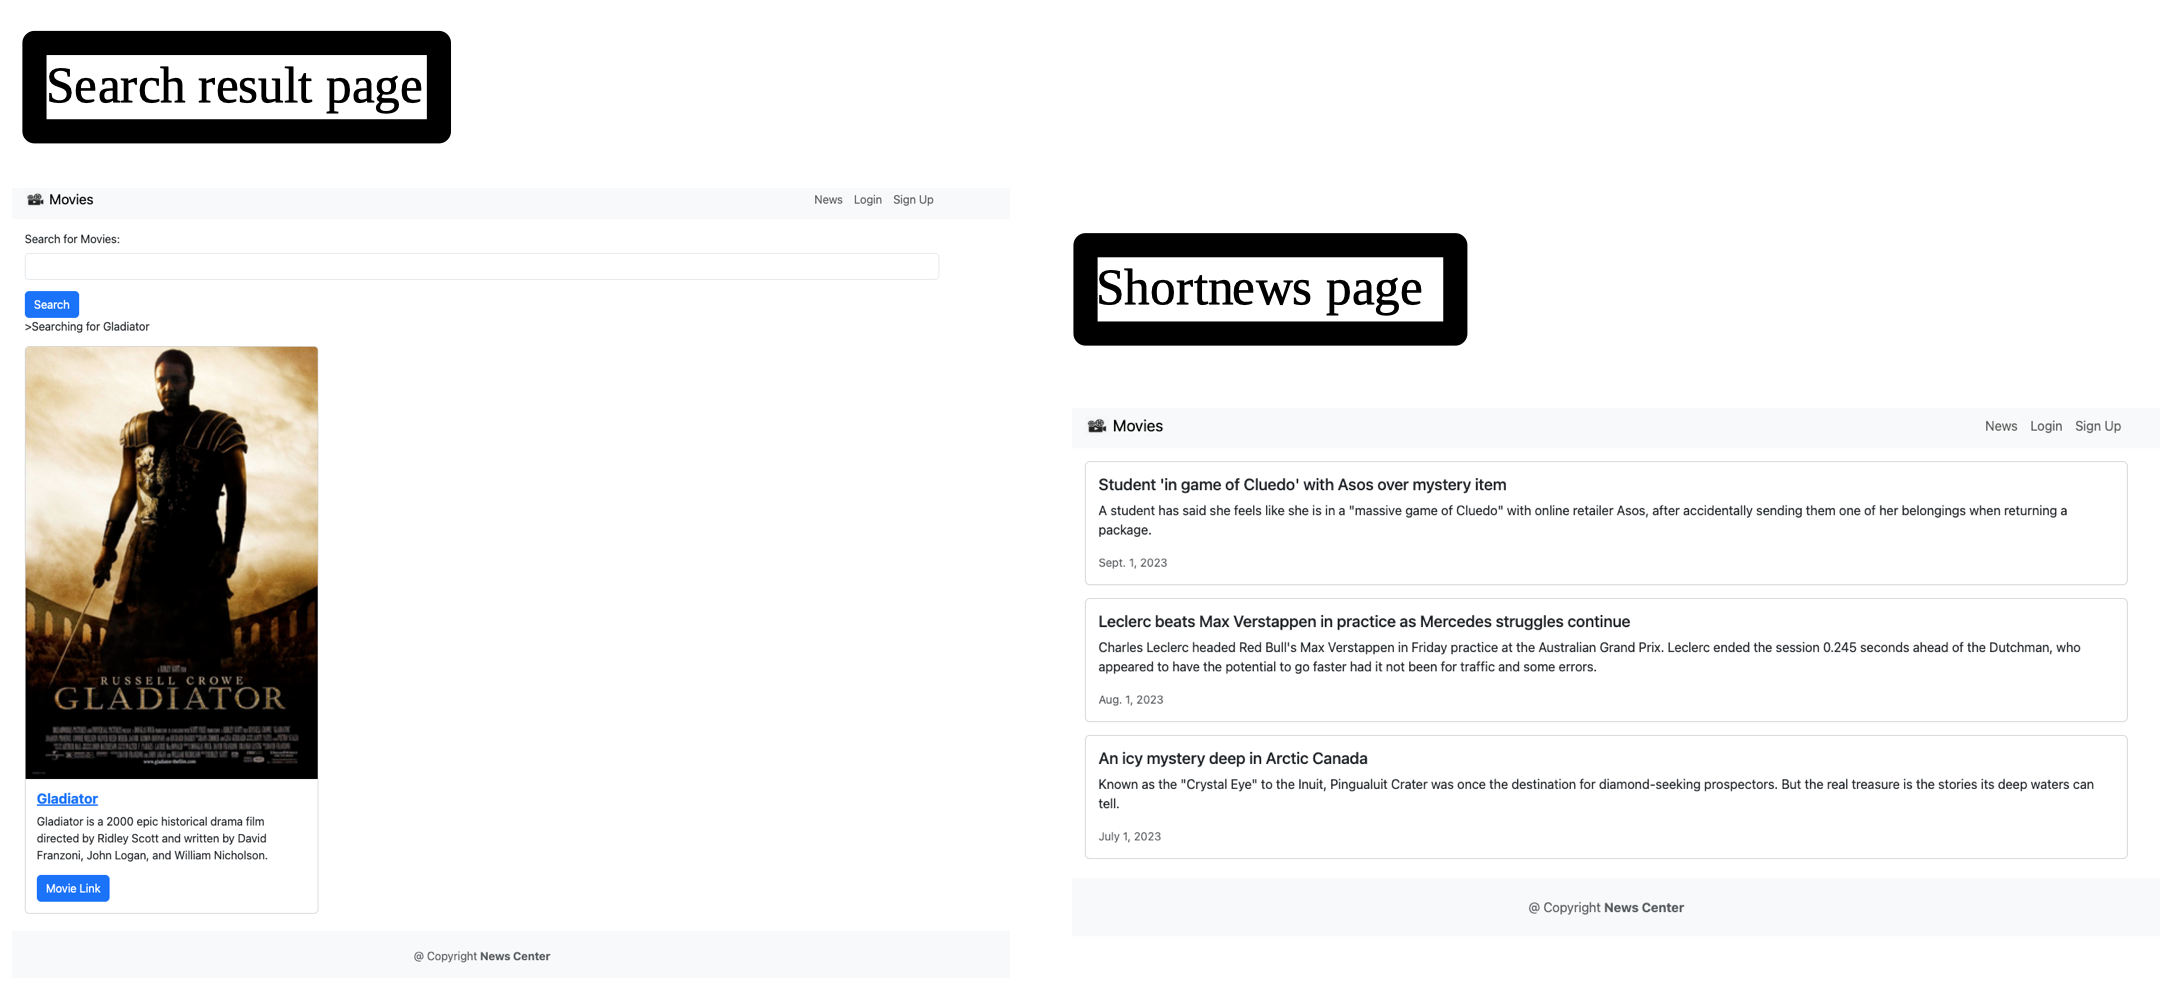 Search result page
Movies
News Login Sign Up
Search for Movies:
Search
>Searching for Gladiator
RUSSELL CROWE
GLADIATOR
Gladiator
Gladiator is a 2000 epic historical drama film
directed by Ridley Scott and written by David
Franzoni, John Logan, and William Nicholson.
Movie Link
@ Copyright News Center
Shortnews page
Movies
News Login Sign Up
Student 'in game of Cluedo' with Asos over mystery item
A student has said she feels like she is in a "massive game of Cluedo" with online retailer Asos, after accidentally sending them one of her belongings when returning a
package.
Sept. 1, 2023
Leclerc beats Max Verstappen in practice as Mercedes struggles continue
Charles Leclerc headed Red Bull's Max Verstappen in Friday practice at the Australian Grand Prix. Leclerc ended the session 0.245 seconds ahead of the Dutchman, who
appeared to have the potential to go faster had it not been for traffic and some errors.
Aug. 1, 2023
An icy mystery deep in Arctic Canada
Known as the "Crystal Eye" to the Inuit, Pingualuit Crater was once the destination for diamond-seeking prospectors. But the real treasure is the stories its deep waters can
tell.
July 1, 2023
@ Copyright News Center